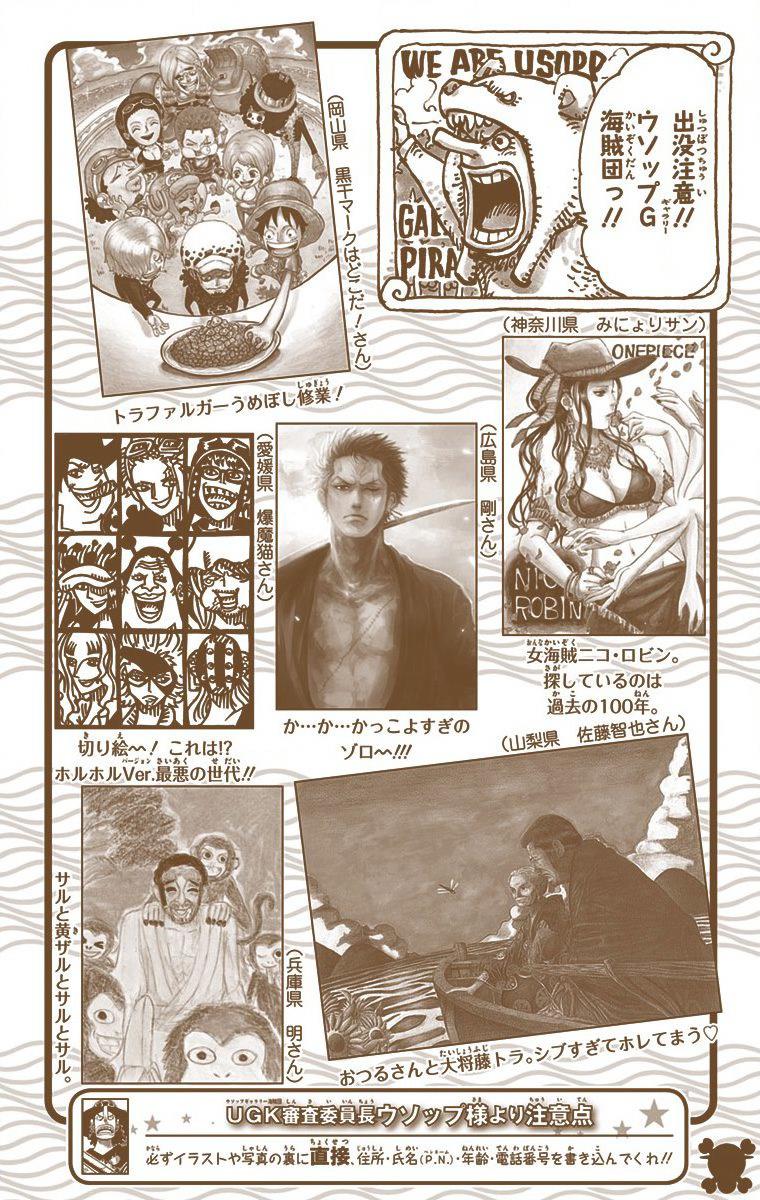 WE ARE USOPP
GAL
PIRA
出没注意!!
ウソップG
海賊団っ!!
(岡山県　黒千マークはどこだ!さん)
トラファルガーうめぼし修業!
(神奈川県　みにょりサン)
ONEPIECE
NICO
ROBIN
女海賊ニコ・ロビン。
探しているのは
過去の100年。
(広島県　剛さん)
か…か…かっこよすぎの
ゾロ〜〜!!!
(愛媛県　爆魔猫さん)
切り絵〜! これは!?
ホルホルVer.最悪の世代!!
(山梨県　佐藤智也さん)
おつるさんと大将藤トラ。シブすぎてホレてまう♡
(兵庫県　明さん)
サルと黄ザルとサルとサル。
UGK審査委員長ウソップ様より注意点
必ずイラストや写真の裏に直接、住所・氏名(P.N.)・年齢・電話番号を書き込んでくれ!!